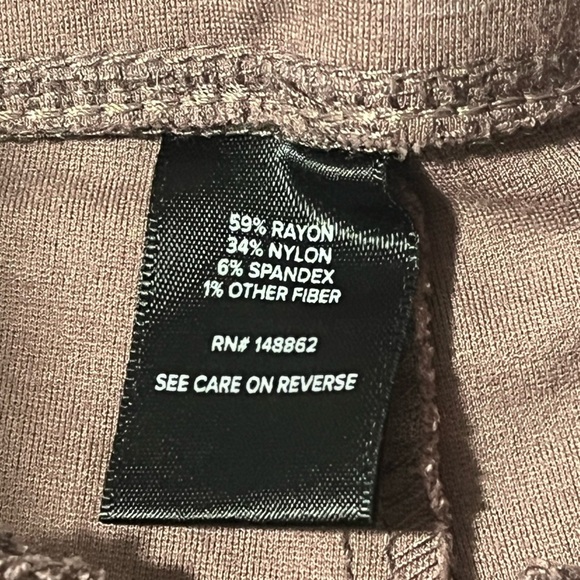 59% RAYON
34% NYLON
6% SPANDEX
1% OTHER FIBER
RN# 148862
SEE CARE ON REVERSE